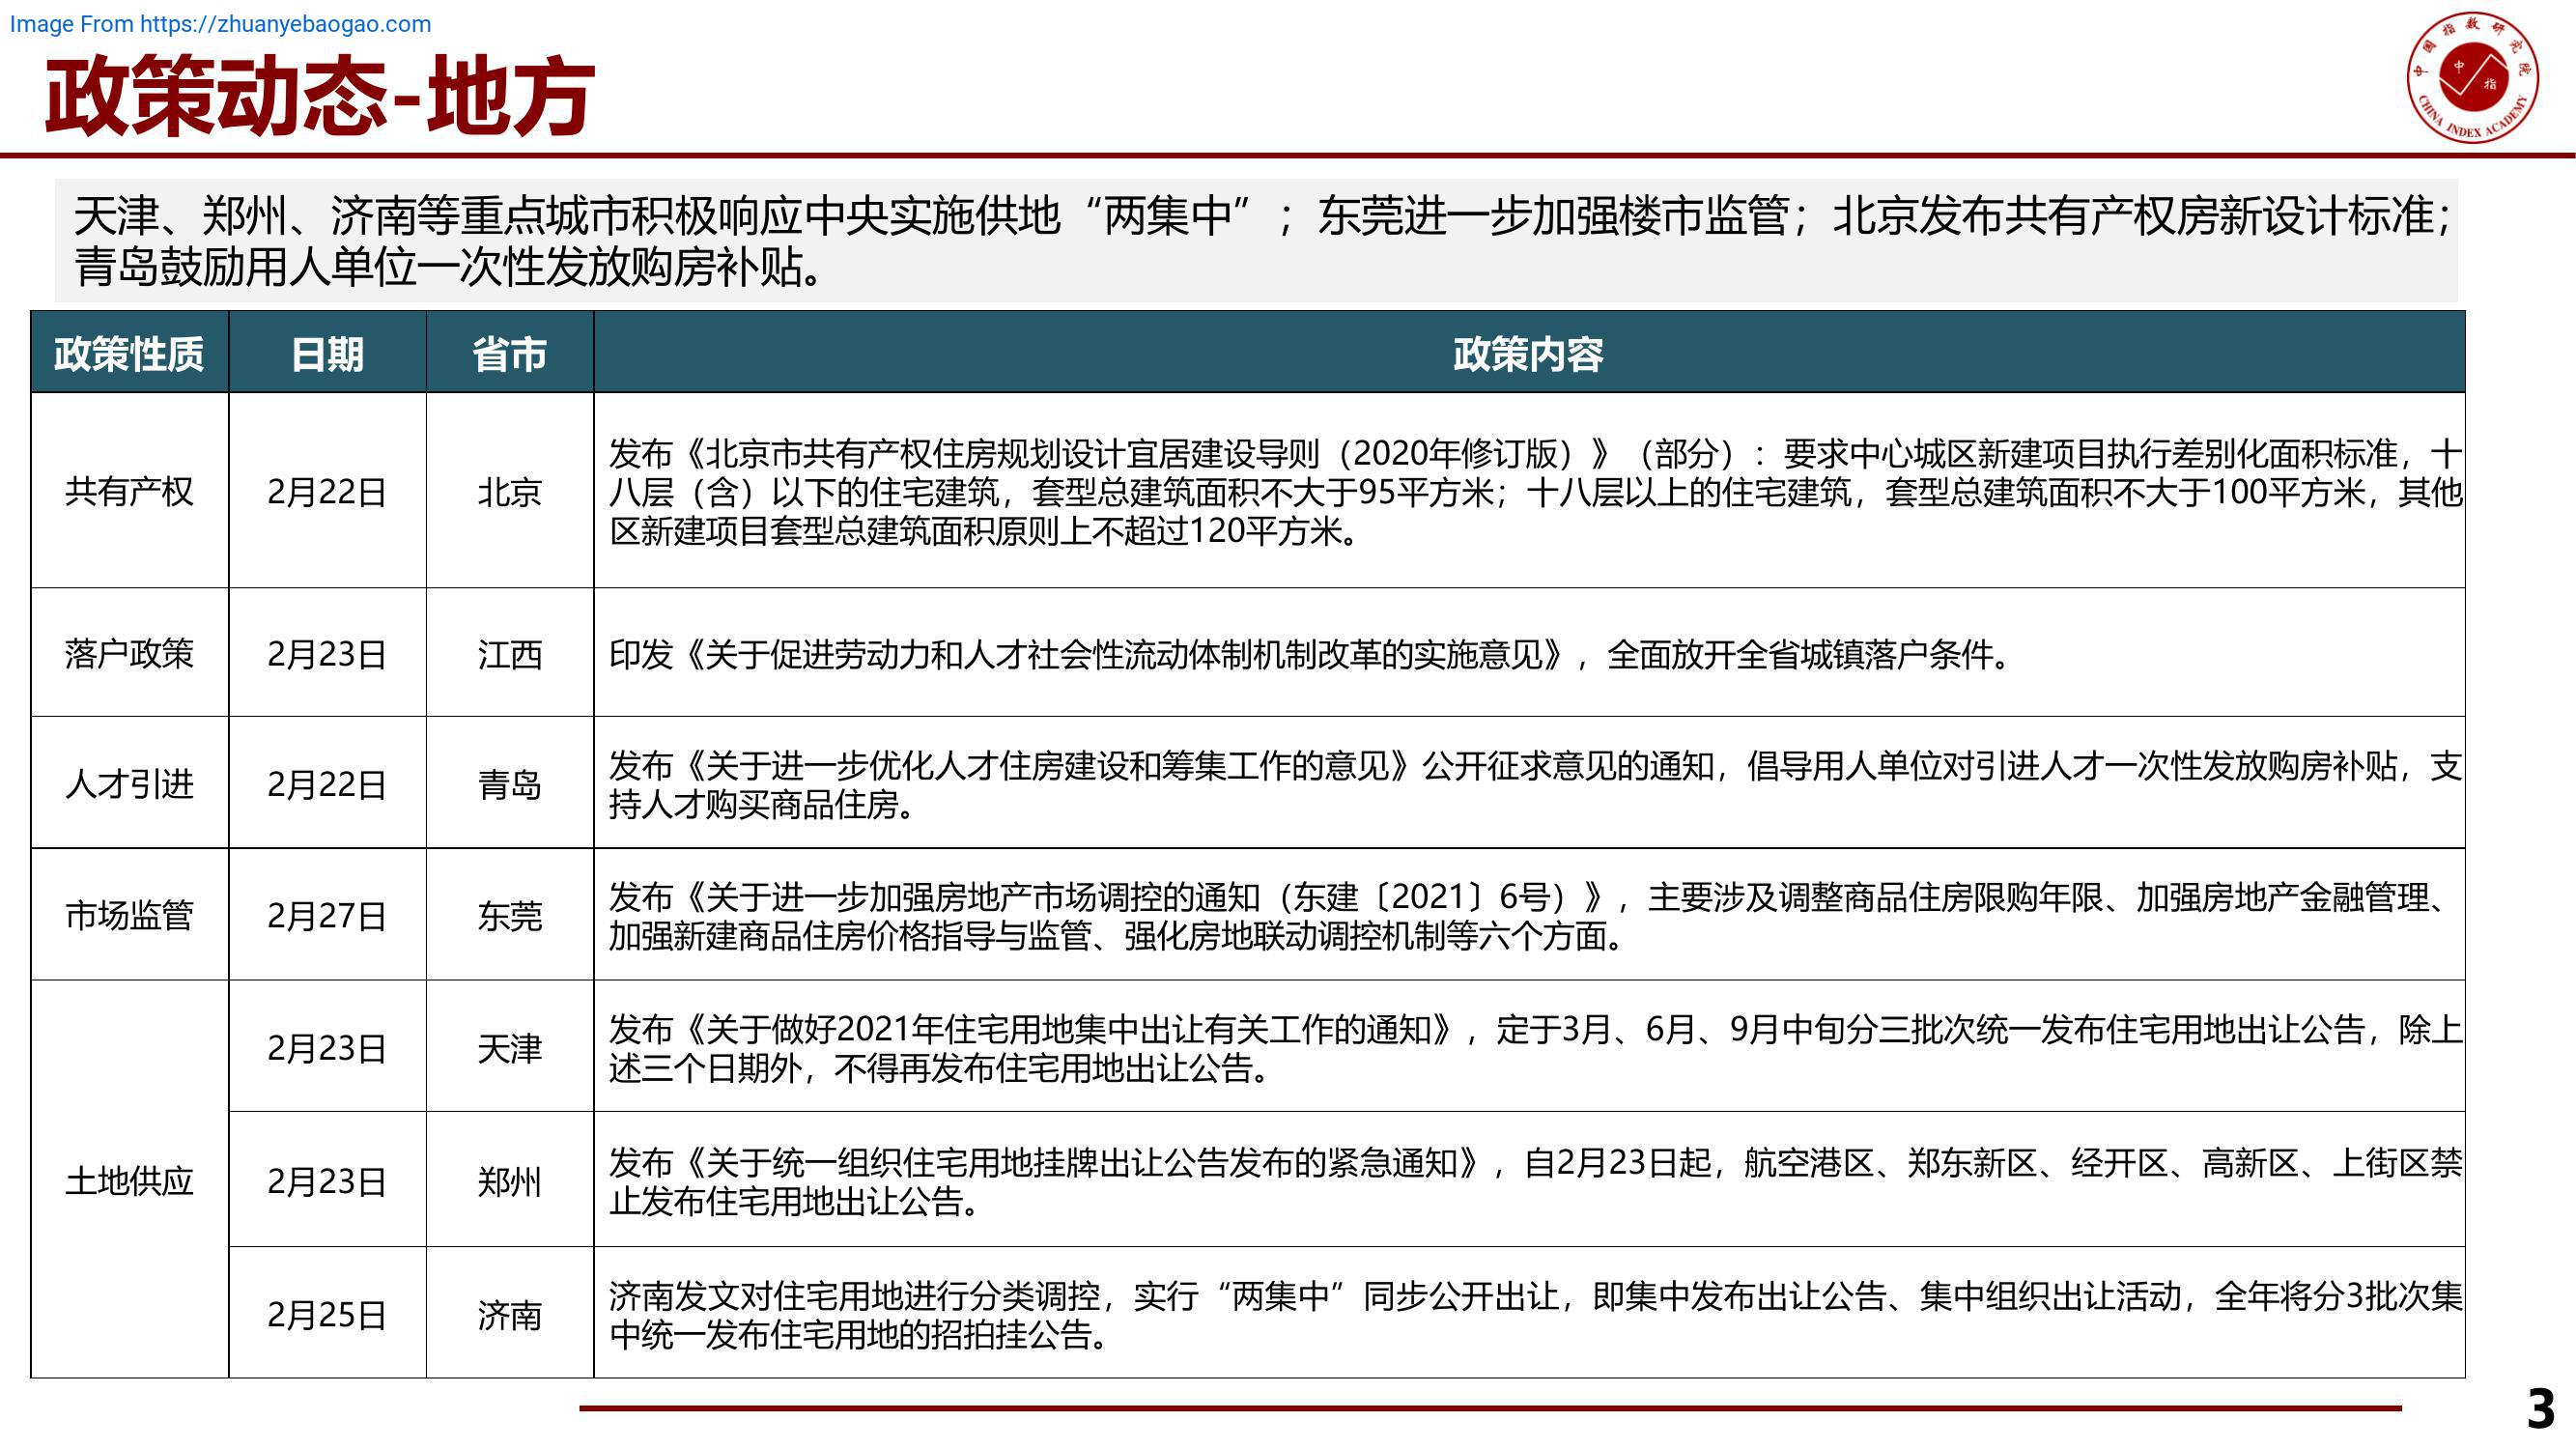 Image From https://zhuanyebaogao.com
政策动态-地方
中国指数研究院
中指
CHINA INDEX ACADEMY
天津、郑州、济南等重点城市积极响应中央实施供地“两集中”；东莞进一步加强楼市监管；北京发布共有产权房新设计标准；
青岛鼓励用人单位一次性发放购房补贴。
政策性质 日期 省市 政策内容
共有产权 2月22日 北京
发布《北京市共有产权住房规划设计宜居建设导则（2020年修订版）》（部分）：要求中心城区新建项目执行差别化面积标准，十
八层（含）以下的住宅建筑，套型总建筑面积不大于95平方米；十八层以上的住宅建筑，套型总建筑面积不大于100平方米，其他
区新建项目套型总建筑面积原则上不超过120平方米。
落户政策 2月23日 江西 印发《关于促进劳动力和人才社会性流动体制机制改革的实施意见》，全面放开全省城镇落户条件。
人才引进 2月22日 青岛
发布《关于进一步优化人才住房建设和筹集工作的意见》公开征求意见的通知，倡导用人单位对引进人才一次性发放购房补贴，支
持人才购买商品住房。
市场监管 2月27日 东莞
发布《关于进一步加强房地产市场调控的通知（东建〔2021〕6号）》，主要涉及调整商品住房限购年限、加强房地产金融管理、
加强新建商品住房价格指导与监管、强化房地联动调控机制等六个方面。
土地供应
2月23日 天津
发布《关于做好2021年住宅用地集中出让有关工作的通知》，定于3月、6月、9月中旬分三批次统一发布住宅用地出让公告，除上
述三个日期外，不得再发布住宅用地出让公告。
2月23日 郑州
发布《关于统一组织住宅用地挂牌出让公告发布的紧急通知》，自2月23日起，航空港区、郑东新区、经开区、高新区、上街区禁
止发布住宅用地出让公告。
2月25日 济南
济南发文对住宅用地进行分类调控，实行“两集中”同步公开出让，即集中发布出让公告、集中组织出让活动，全年将分3批次集
中统一发布住宅用地的招拍挂公告。
3